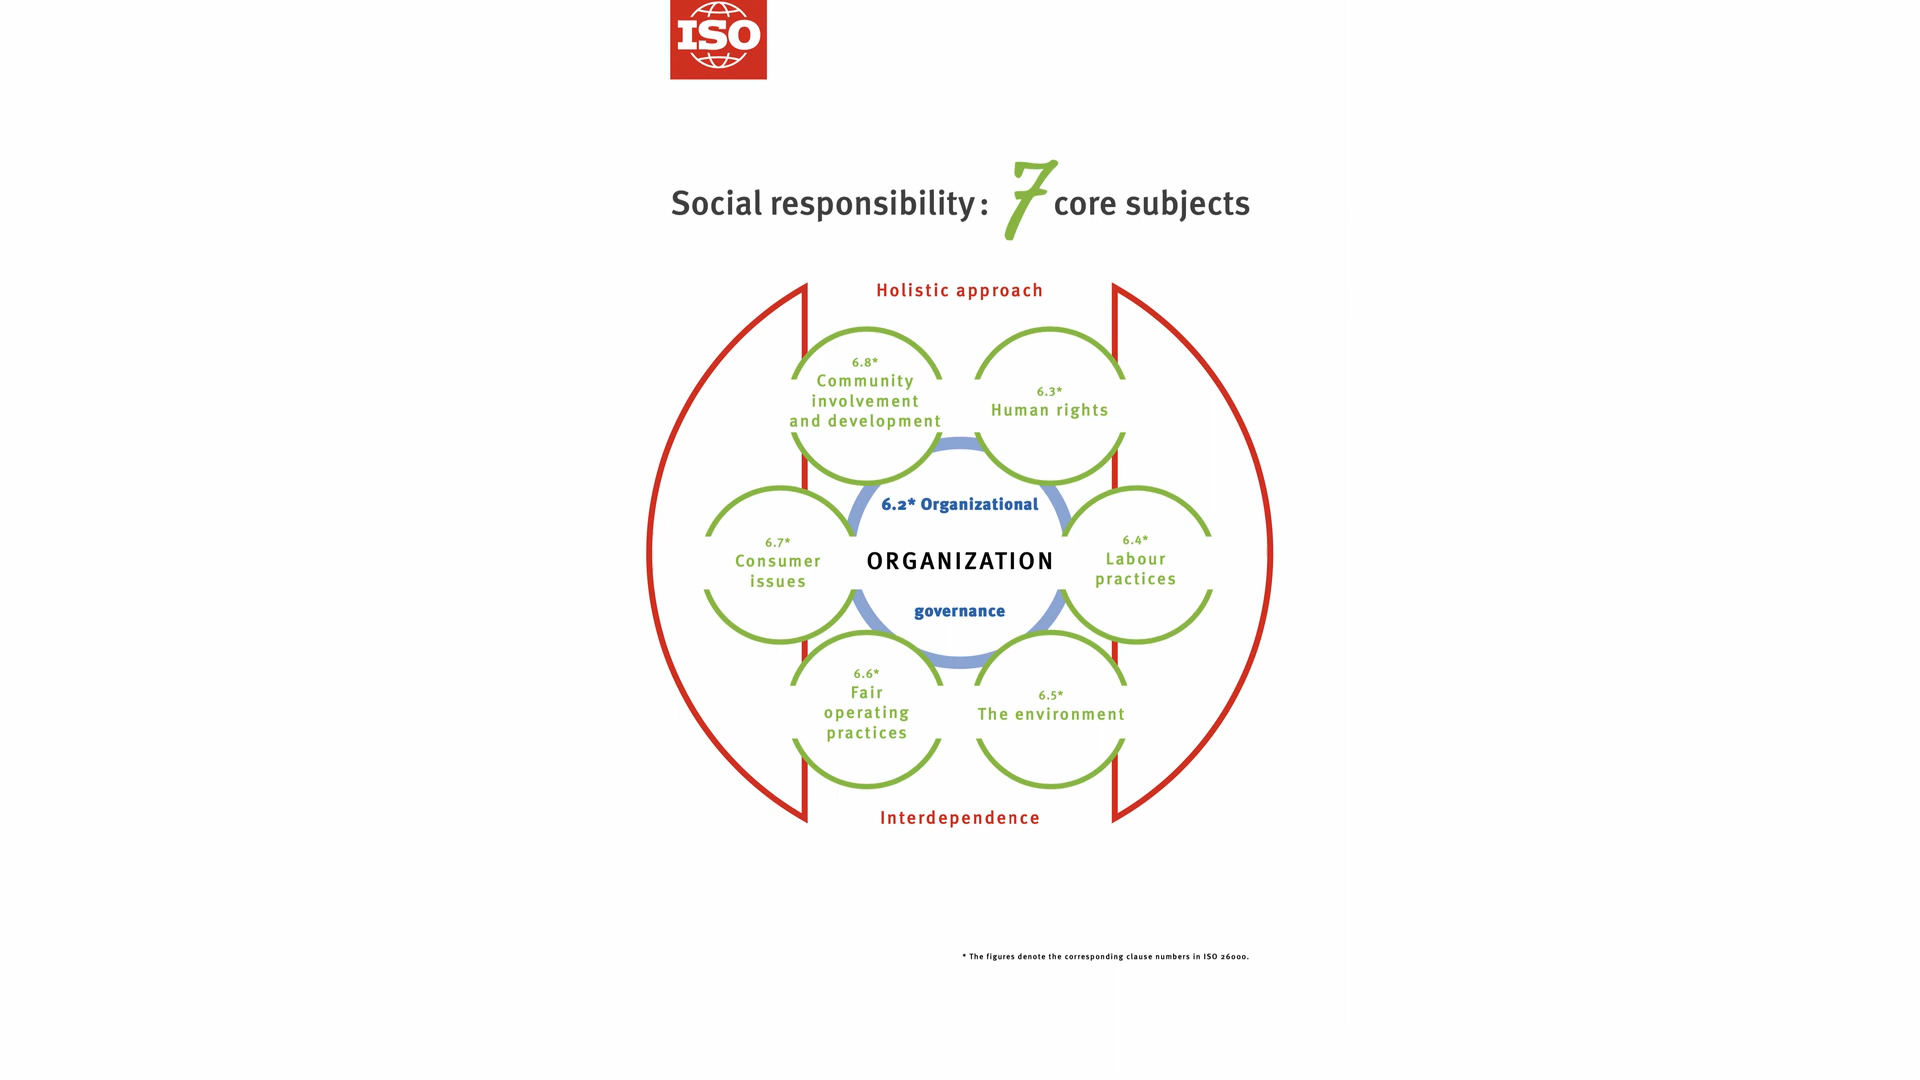 ISO
Social responsibility: 7 core subjects
Holistic approach
6.8*
Community
involvement
and development
6.3*
Human rights
6.2* Organizational
ORGANIZATION
governance
6.7*
Consumer
issues
6.4*
Labour
practices
6.6*
Fair
operating
practices
6.5*
The environment
Interdependence
* The figures denote the corresponding clause numbers in ISO 26000.